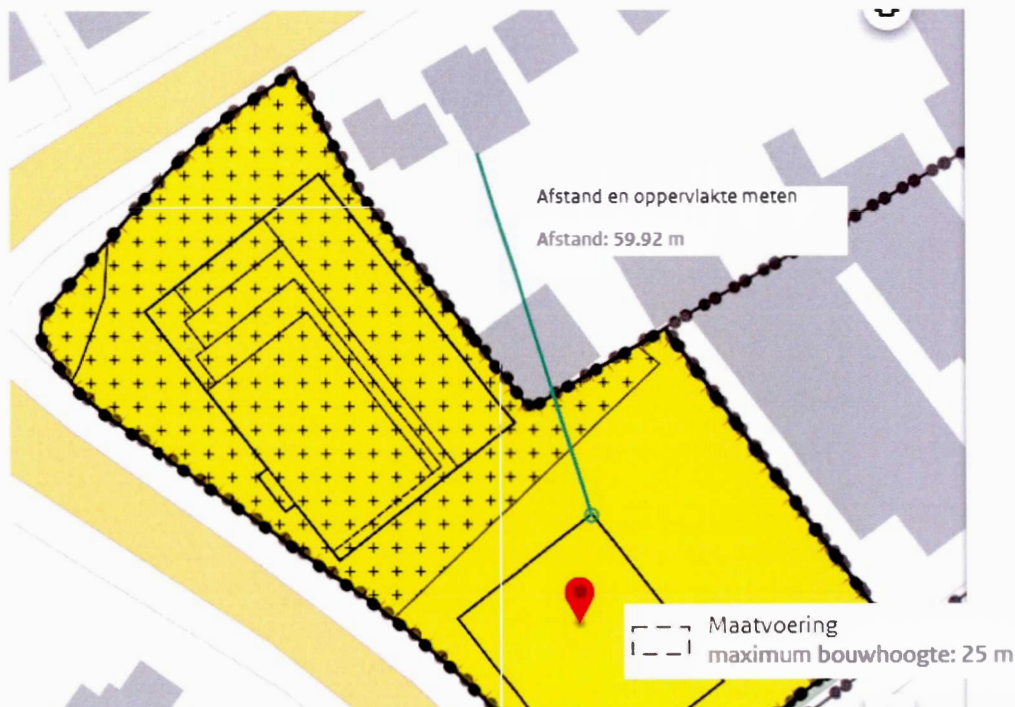 Afstand en oppervlakte meten
Afstand: 59.92 m
Maatvoering
maximum bouwhoogte: 25 m